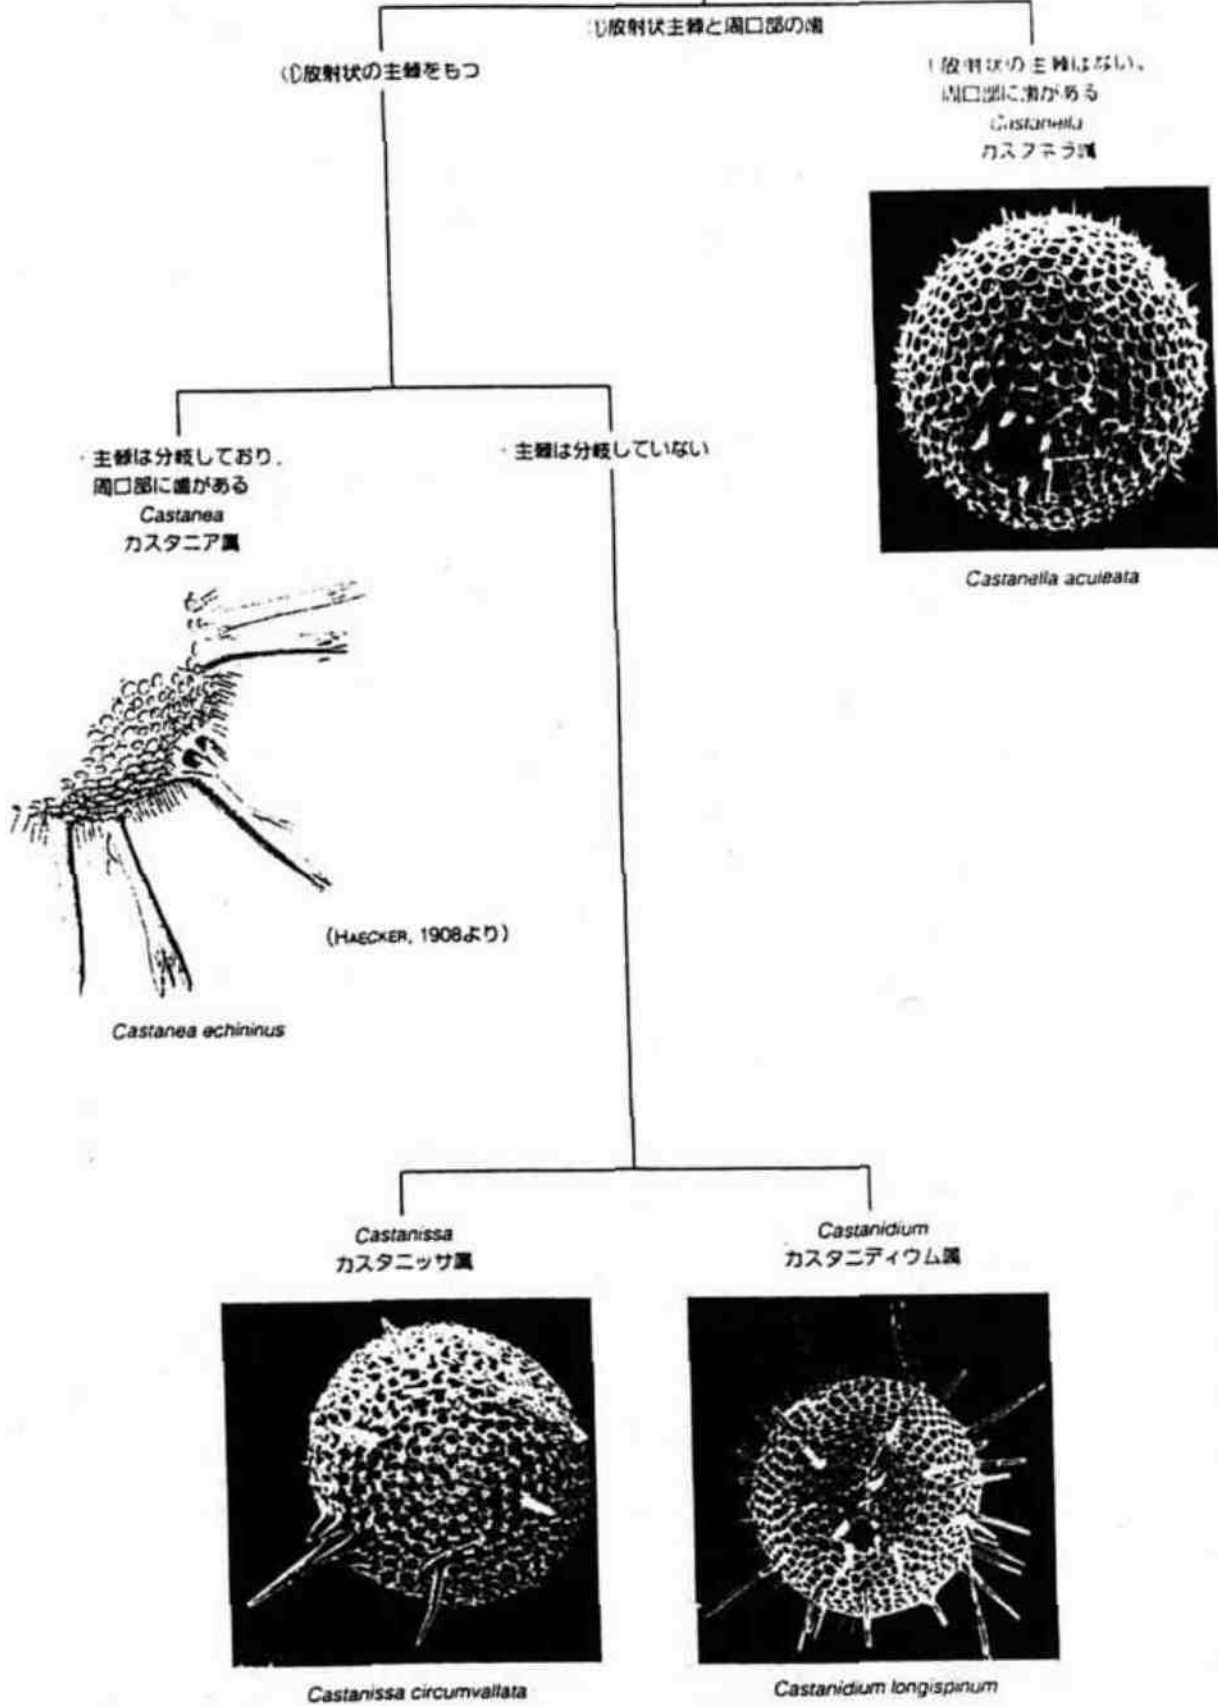 (1)放射状主棘と周口部の歯
(1)放射状の主棘をもつ
放射状の主棘はない、
周口部に歯がある
Castanella
カスタネラ属
Castanella aculeata
・主棘は分岐しており、
周口部に歯がある
Castanea
カスタニア属
・主棘は分岐していない
(HAECKER, 1908より)
Castanea echininus
Castanissa
カスタニッサ属
Castanidium
カスタニディウム属
Castanissa circumvallata
Castanidium longispinum